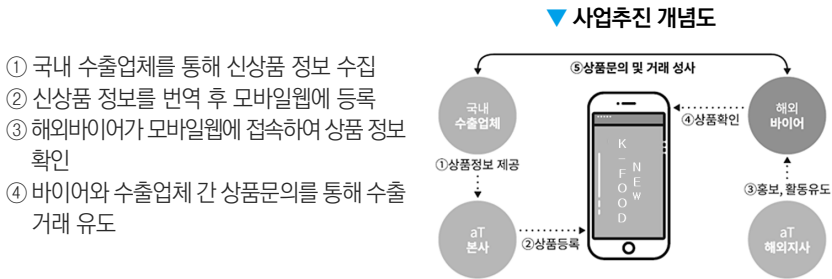 ▼ 사업추진 개념도
① 국내 수출업체를 통해 신상품 정보 수집
② 신상품 정보를 번역 후 모바일웹에 등록
③ 해외바이어가 모바일웹에 접속하여 상품 정보
확인
④ 바이어와 수출업체 간 상품문의를 통해 수출
거래 유도
⑤상품문의 및 거래 성사
국내
수출업체
해외
바이어
④상품확인
K-FOOD
NEW
①상품정보 제공
③홍보, 활동유도
aT
본사
②상품등록
aT
해외지사